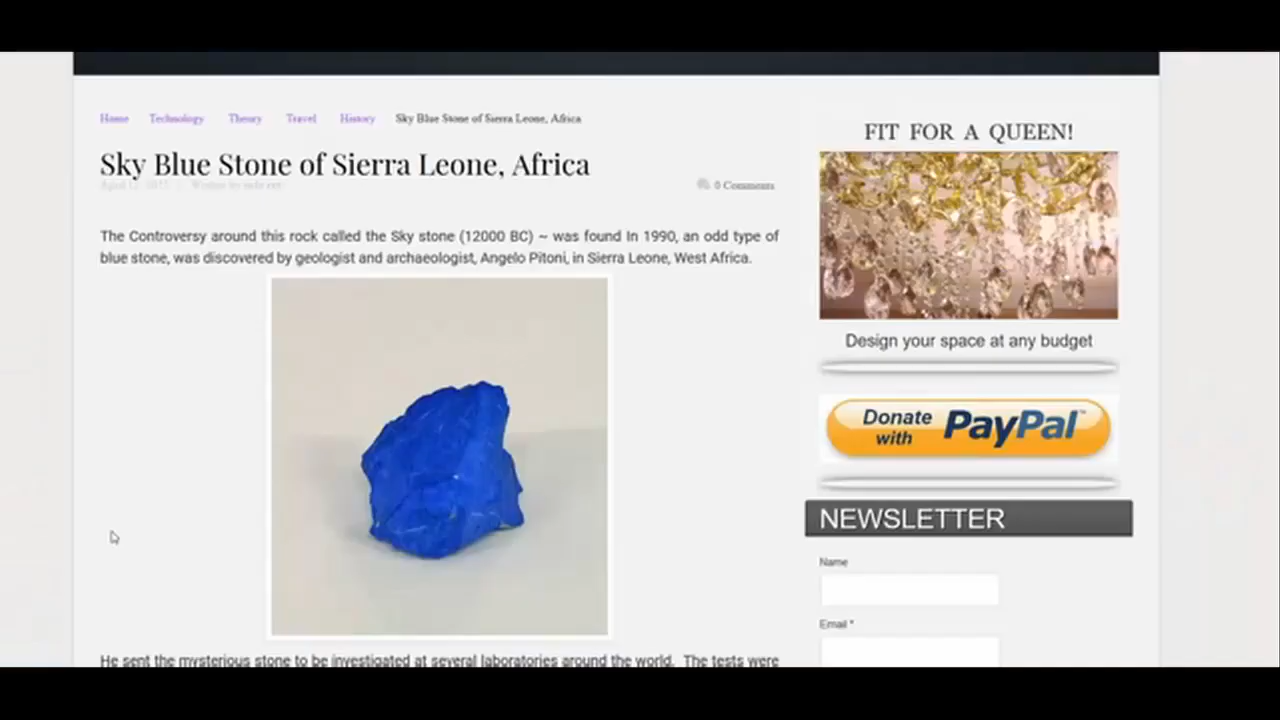 Home Technology Theory Travel History Sky Blue Stone of Sierra Leone, Africa
Sky Blue Stone of Sierra Leone, Africa
0 Comments
The Controversy around this rock called the Sky stone (12000 BC) ~ was found In 1990, an odd type of
blue stone, was discovered by geologist and archaeologist, Angelo Pitoni, in Sierra Leone, West Africa.
He sent the mysterious stone to be investigated at several laboratories around the world. The tests were
FIT FOR A QUEEN!
Design your space at any budget
Donate
with PayPal™
NEWSLETTER
Name
Email *